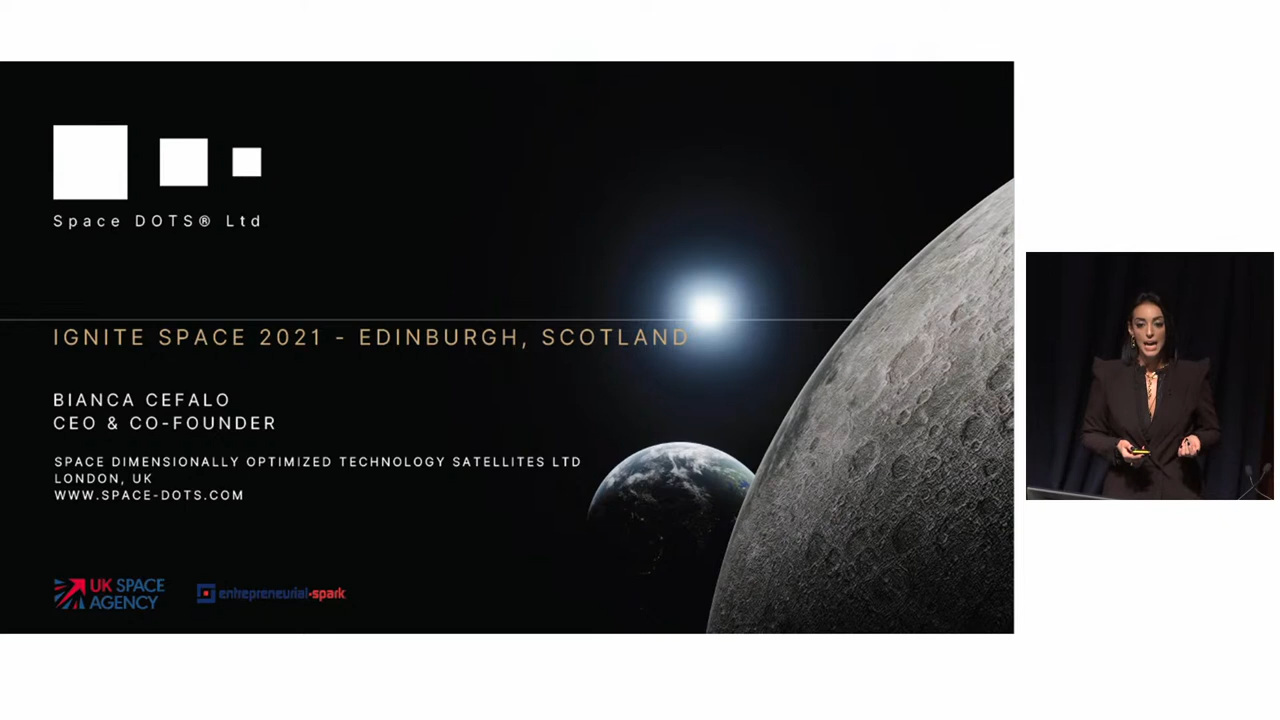 Space DOTS® Ltd
IGNITE SPACE 2021 - EDINBURGH, SCOTLAND
BIANCA CEFALO
CEO & CO-FOUNDER
SPACE DIMENSIONALLY OPTIMIZED TECHNOLOGY SATELLITES LTD
LONDON, UK
WWW.SPACE-DOTS.COM
UK SPACE
AGENCY
entrepreneurial-spark